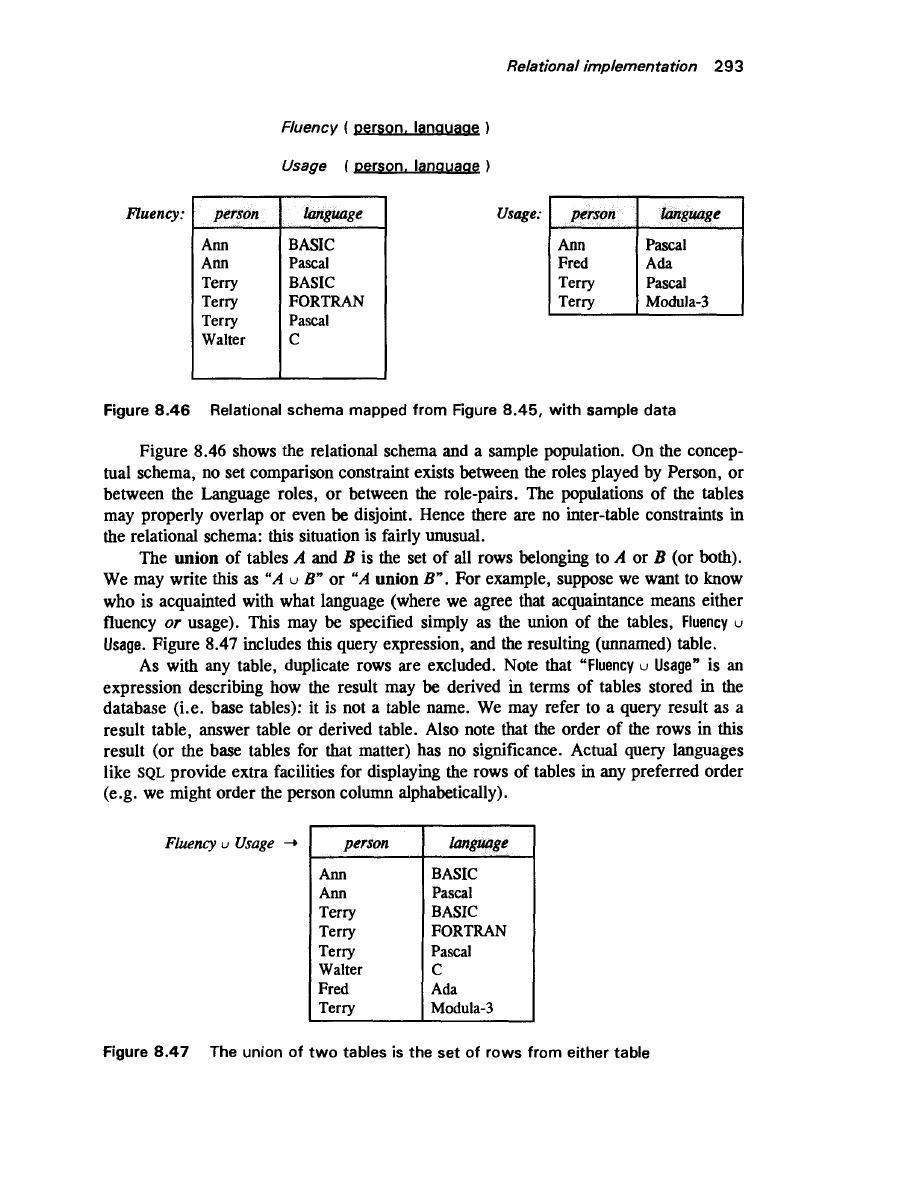 Relational implementation 293
Fluency ( person, language )
Usage ( person, language )
Fluency: person language
Ann BASIC
Ann Pascal
Terry BASIC
Terry FORTRAN
Terry Pascal
Walter C
Usage: person language
Ann Pascal
Fred Ada
Terry Pascal
Terry Modula-3
Figure 8.46 Relational schema mapped from Figure 8.45, with sample data
Figure 8.46 shows the relational schema and a sample population. On the concep-
tual schema, no set comparison constraint exists between the roles played by Person, or
between the Language roles, or between the role-pairs. The populations of the tables
may properly overlap or even be disjoint. Hence there are no inter-table constraints in
the relational schema: this situation is fairly unusual.
The union of tables A and B is the set of all rows belonging to A or B (or both).
We may write this as “A ∪ B” or “A union B”. For example, suppose we want to know
who is acquainted with what language (where we agree that acquaintance means either
fluency or usage). This may be specified simply as the union of the tables, Fluency ∪
Usage. Figure 8.47 includes this query expression, and the resulting (unnamed) table.
As with any table, duplicate rows are excluded. Note that “Fluency ∪ Usage” is an
expression describing how the result may be derived in terms of tables stored in the
database (i.e. base tables): it is not a table name. We may refer to a query result as a
result table, answer table or derived table. Also note that the order of the rows in this
result (or the base tables for that matter) has no significance. Actual query languages
like SQL provide extra facilities for displaying the rows of tables in any preferred order
(e.g. we might order the person column alphabetically).
Fluency ∪ Usage → person language
Ann BASIC
Ann Pascal
Terry BASIC
Terry FORTRAN
Terry Pascal
Walter C
Fred Ada
Terry Modula-3
Figure 8.47 The union of two tables is the set of rows from either table